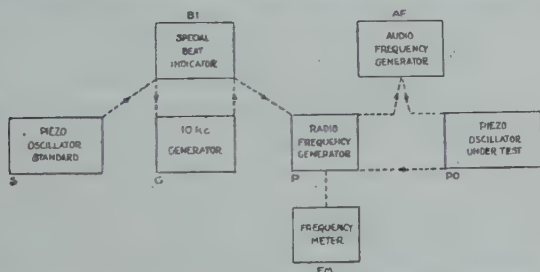 BI
SPECIAL
BEAT
INDICATOR
AF
AUDIO
FREQUENCY
GENERATOR
PIEZO
OSCILLATOR
STANDARD
S
10 Kc
GENERATOR
G
RADIO
FREQUENCY
GENERATOR
P
PIEZO
OSCILLATOR
UNDER TEST
PO
FREQUENCY
METER
FM